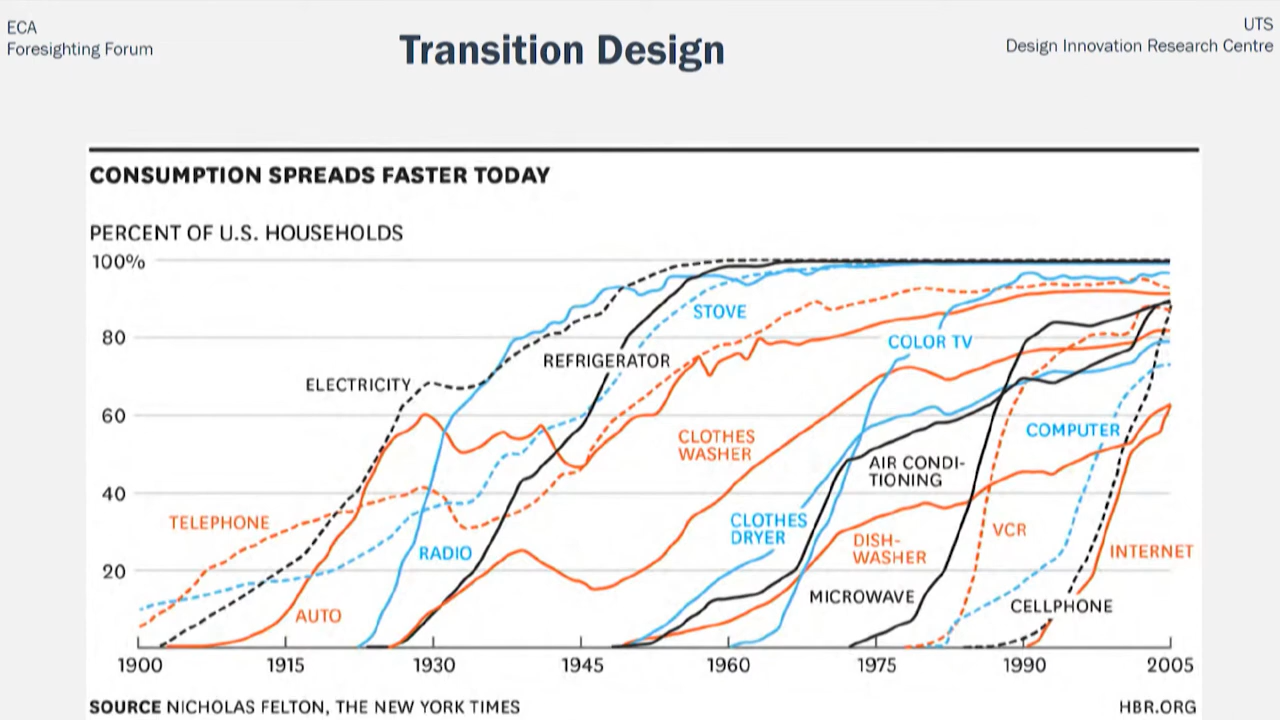 ECA
Foresighting Forum
Transition Design
UTS
Design Innovation Research Centre
CONSUMPTION SPREADS FASTER TODAY
PERCENT OF U.S. HOUSEHOLDS
100%
80
60
40
20
STOVE
COLOR TV
REFRIGERATOR
ELECTRICITY
CLOTHES
WASHER
COMPUTER
AIR CONDI-
TIONING
TELEPHONE
CLOTHES
DRYER
VCR
RADIO
DISH-
WASHER
INTERNET
MICROWAVE
CELLPHONE
AUTO
1900 1915 1930 1945 1960 1975 1990 2005
SOURCE NICHOLAS FELTON, THE NEW YORK TIMES
HBR.ORG